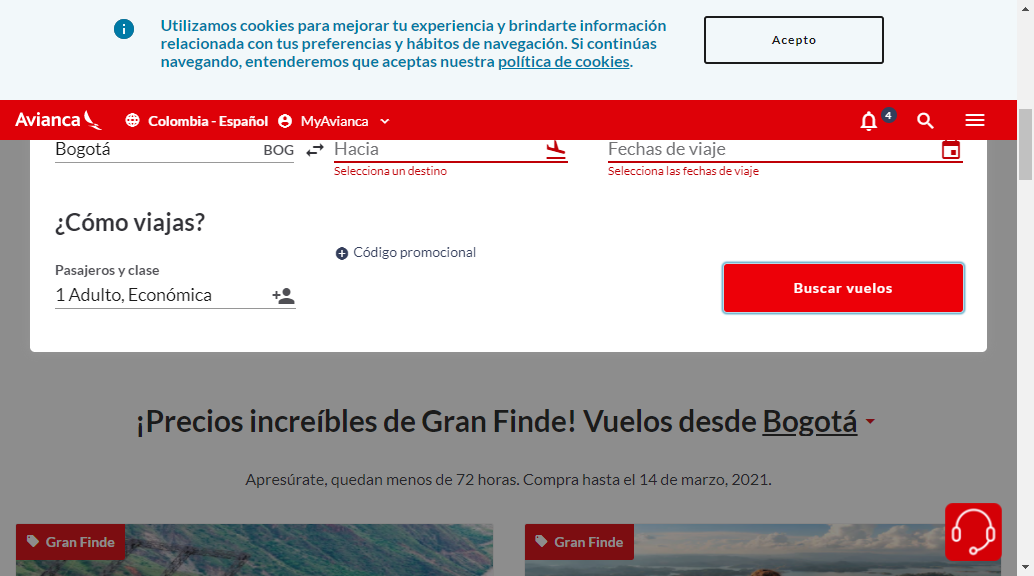 Utilizamos cookies para mejorar tu experiencia y brindarte información
relacionada con tus preferencias y hábitos de navegación. Si continúas
navegando, entenderemos que aceptas nuestra política de cookies.
Acepto
Avianca
Colombia - Español
MyAvianca
4
Bogotá
BOG
Hacia
Fechas de viaje
Selecciona un destino
Selecciona las fechas de viaje
¿Cómo viajas?
Código promocional
Pasajeros y clase
1 Adulto, Económica
Buscar vuelos
¡Precios increíbles de Gran Finde! Vuelos desde Bogotá
Apresúrate, quedan menos de 72 horas. Compra hasta el 14 de marzo, 2021.
Gran Finde
Gran Finde